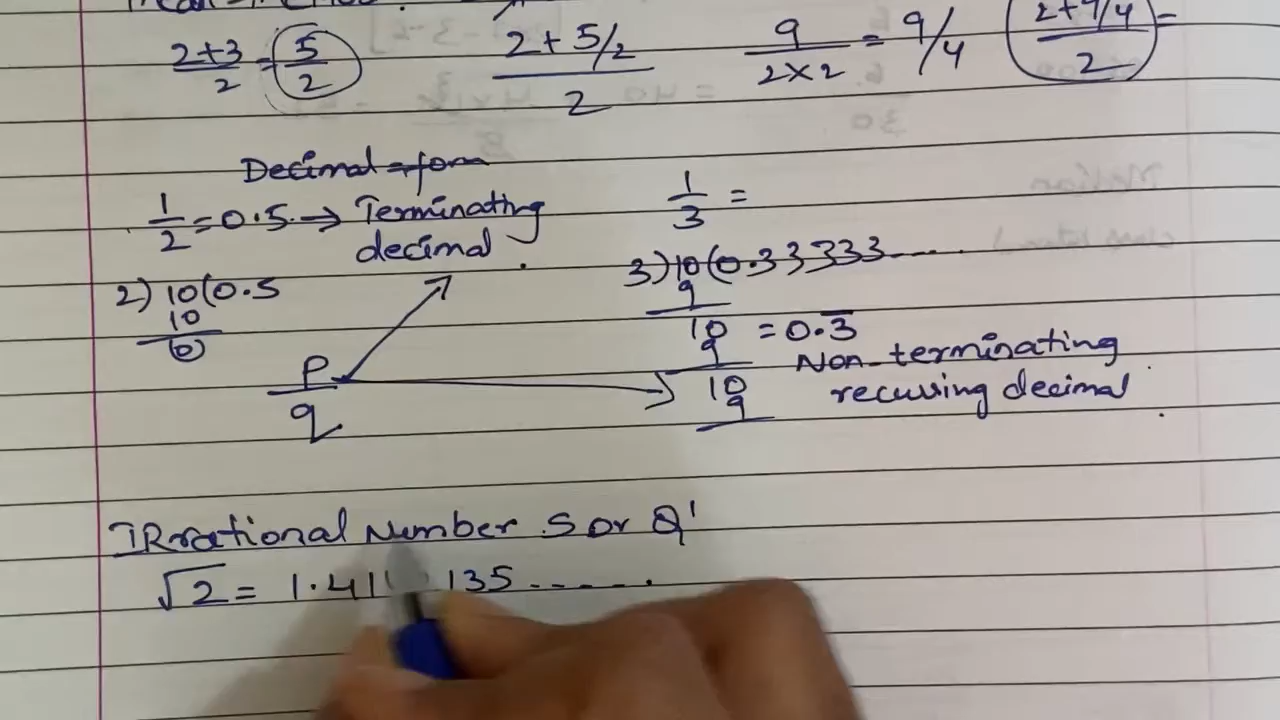 2+3/2 = 5/2
2 + 5/2 / 2
9/2×2 = 9/4
2+9/4 / 2 =
Decimal form
1/2 = 0.5 → Terminating
decimal
2) 10 (0.5
10
0
1/3 =
3) 10 (0.33333......
9
10 = 0.3̅
9
10
9
Non-terminating
recurring decimal
P/q
IRrational Number S or Q'
√2 = 1.41 135......